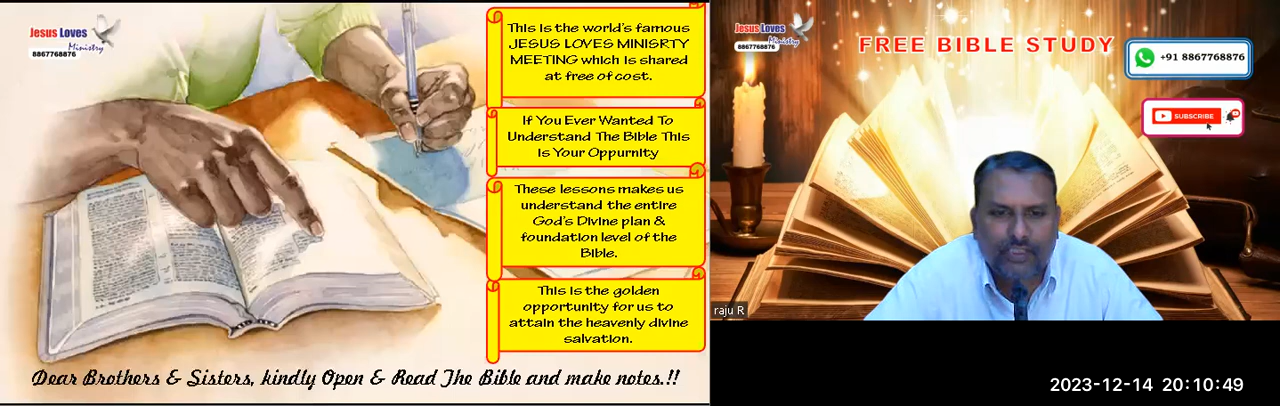 Jesus Loves
Ministry
8867768876
This is the world's famous
JESUS LOVES MINISRTY
MEETING which is shared
at free of cost.
If You Ever Wanted To
Understand The Bible This
is Your Oppurnity
These lessons makes us
understand the entire
God's Divine plan &
foundation level of the
Bible.
This is the golden
opportunity for us to
attain the heavenly divine
salvation.
Dear Brothers & Sisters, kindly Open & Read The Bible and make notes.!!
Jesus Loves
Ministry
8867768876
FREE BIBLE STUDY
+91 8867768876
SUBSCRIBE
raju R
2023-12-14 20:10:49